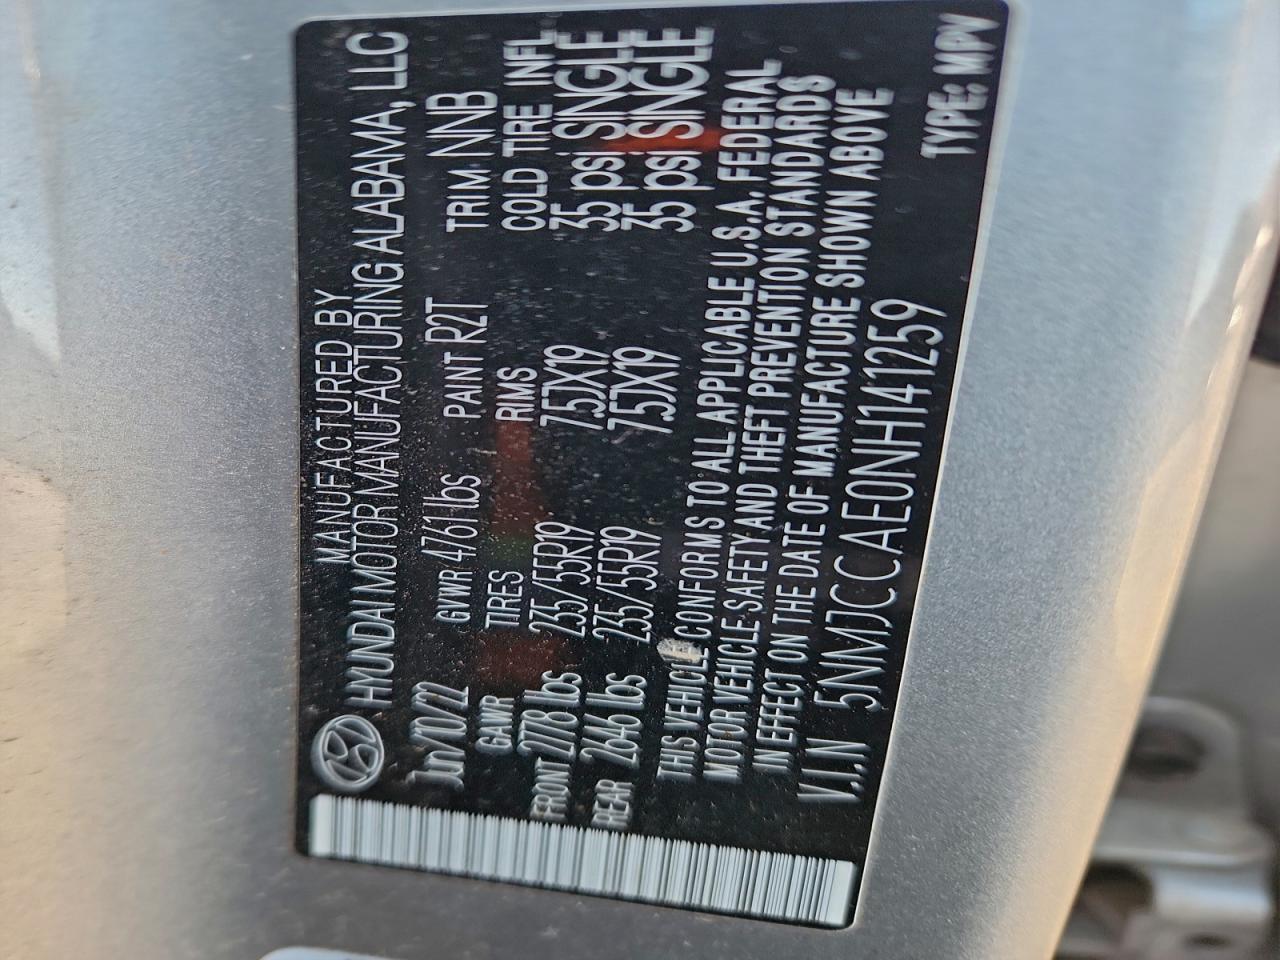 MANUFACTURED BY
HYUNDAI MOTOR MANUFACTURING ALABAMA, LLC
Jun/10/22 GVWR 4761 lbs PAINT R2T TRIM NNB
GAWR TIRES RIMS COLD TIRE INFL
FRONT 2778 lbs 235/55R19 7.5JX19 35 psi SINGLE
REAR 2646 lbs 235/55R19 7.5JX19 35 psi SINGLE
THIS VEHICLE CONFORMS TO ALL APPLICABLE U.S.A. FEDERAL
MOTOR VEHICLE SAFETY AND THEFT PREVENTION STANDARDS
IN EFFECT ON THE DATE OF MANUFACTURE SHOWN ABOVE
V.I.N 5NMJCCAE0NH141259 TYPE: MPV